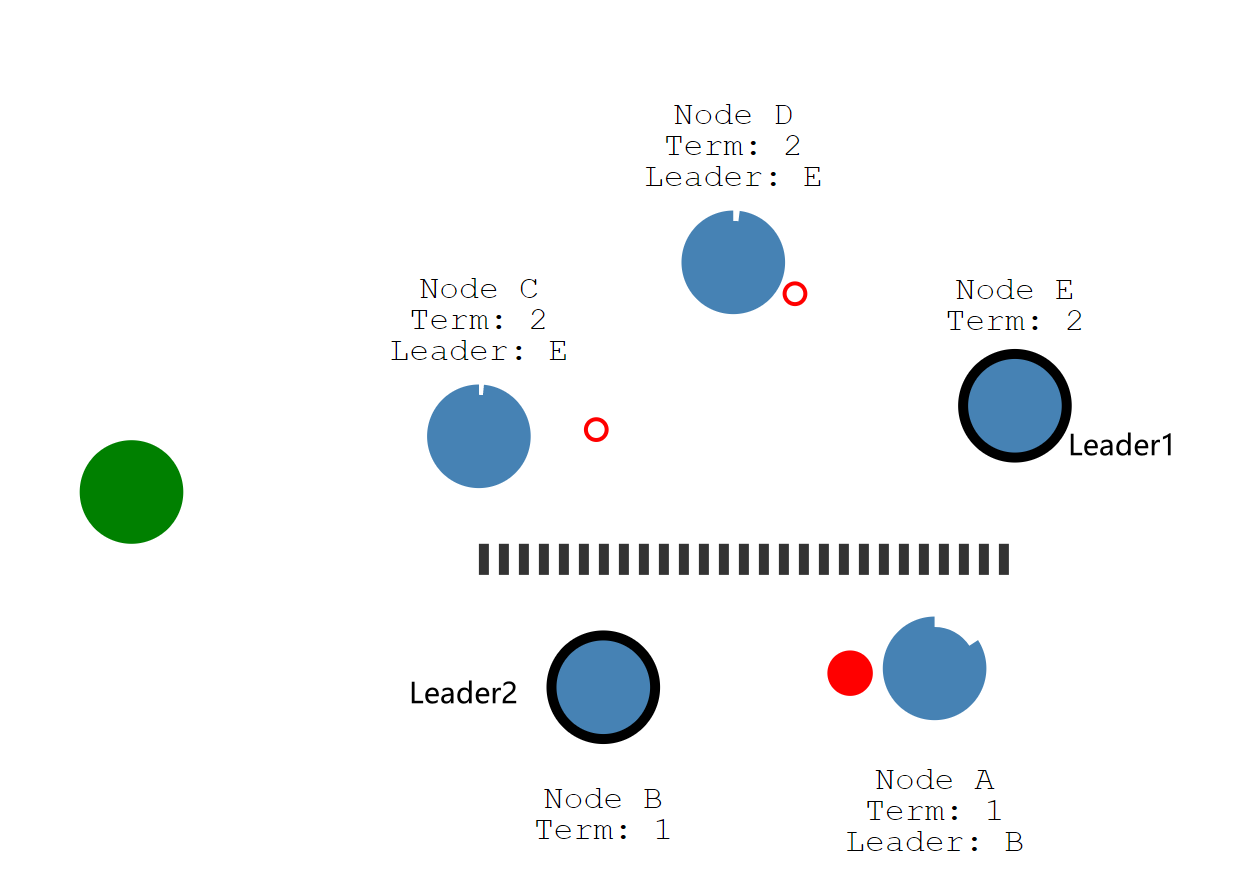 Node D
Term: 2
Leader: E
Node C
Term: 2
Leader: E
Node E
Term: 2
Leader1
Leader2
Node B
Term: 1
Node A
Term: 1
Leader: B